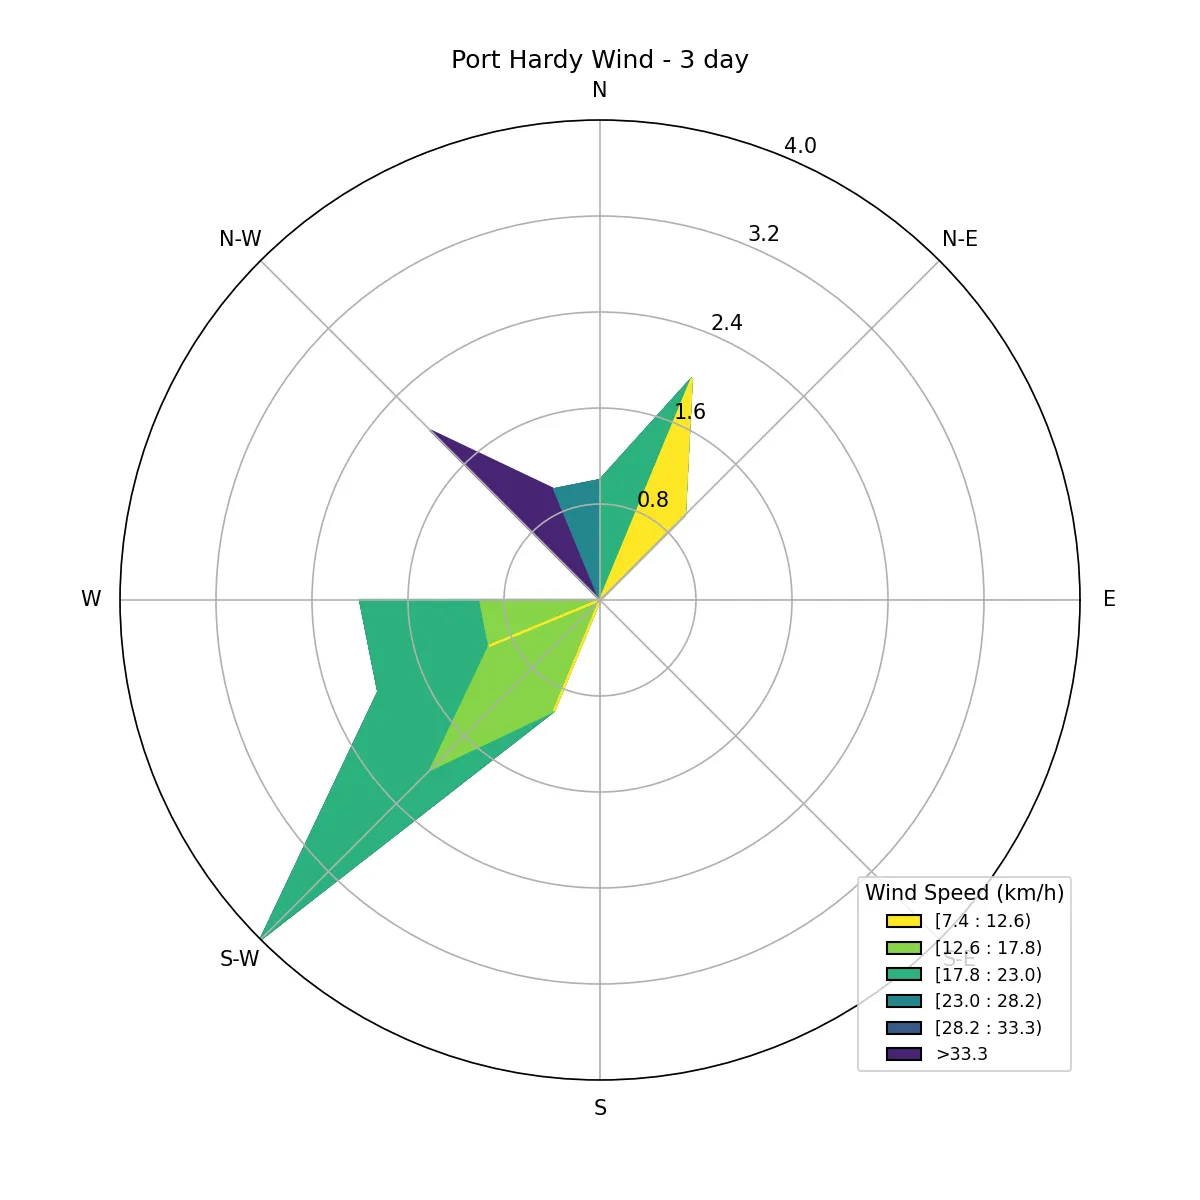 Port Hardy Wind - 3 day
N
4.0
N-W
3.2
N-E
2.4
1.6
0.8
W
E
S-W
S-E
Wind Speed (km/h)
[7.4 : 12.6)
[12.6 : 17.8)
[17.8 : 23.0)
[23.0 : 28.2)
[28.2 : 33.3)
>33.3
S